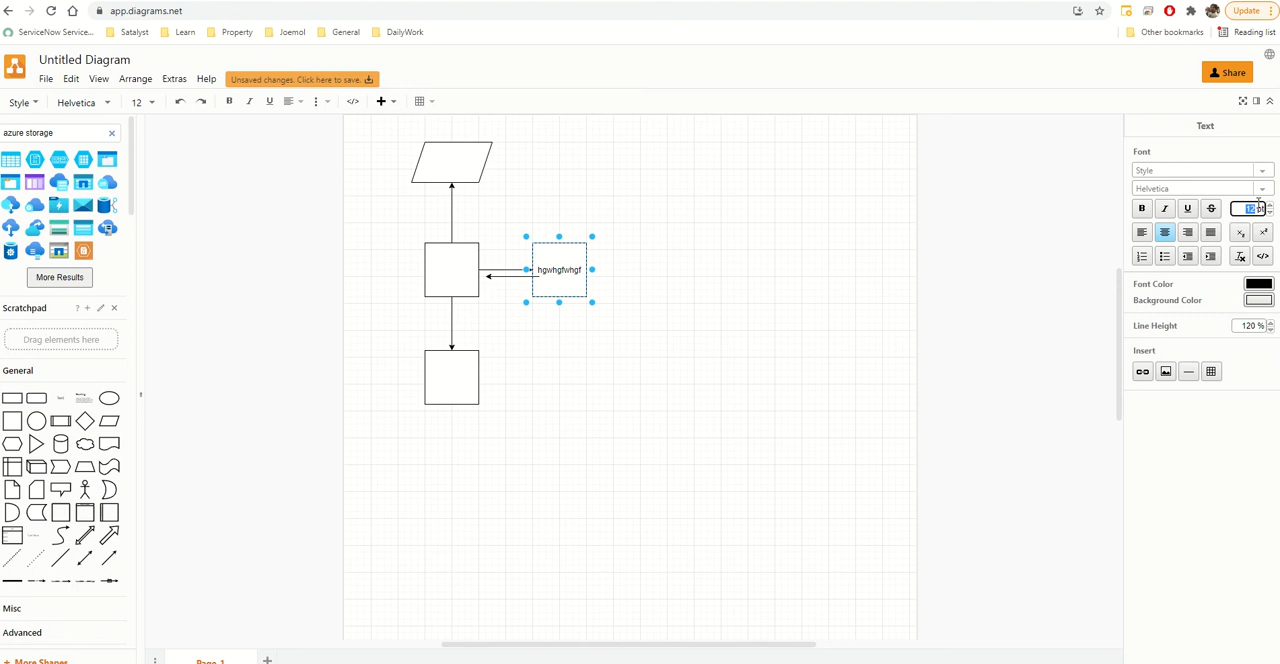 app.diagrams.net
Update
ServiceNow Service...
Satalyst
Learn
Property
Joemol
General
DailyWork
Other bookmarks
Reading list
Untitled Diagram
File Edit View Arrange Extras Help
Unsaved changes. Click here to save.
Share
Style
Helvetica
12
azure storage
More Results
Scratchpad
Drag elements here
General
Misc
Advanced
+ More Shapes
hgwhgfwhgf
Page-1
Text
Font
Style
Helvetica
12 pt
Font Color
Background Color
Line Height
120 %
Insert